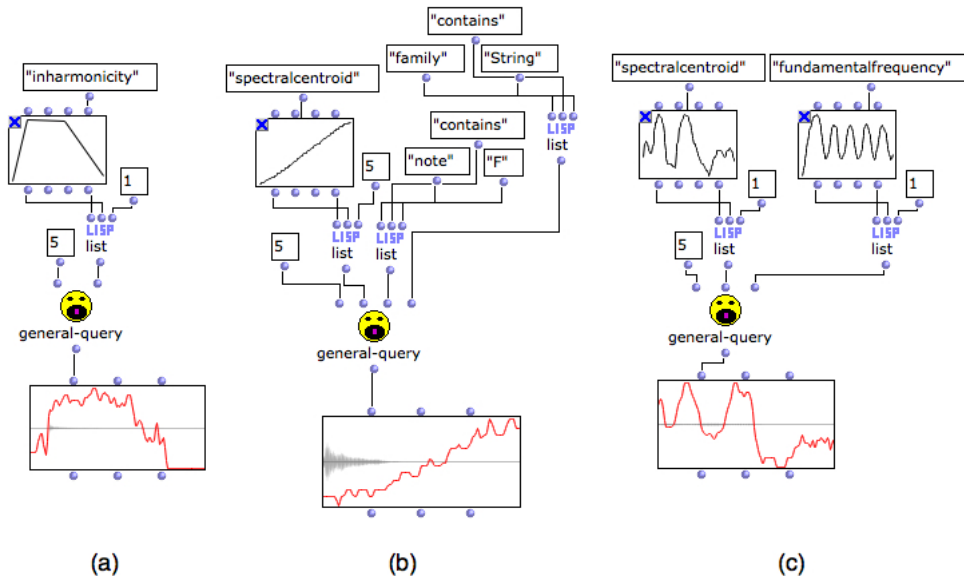 "inharmonicity"
1
LISP
list
5
general-query
(a)
"contains"
"family"
"String"
"spectralcentroid"
LISP
list
"contains"
5
"note"
"F"
LISP
list
LISP
5
general-query
(b)
"spectralcentroid"
"fundamentalfrequency"
1
1
LISP
list
LISP
list
5
general-query
(c)